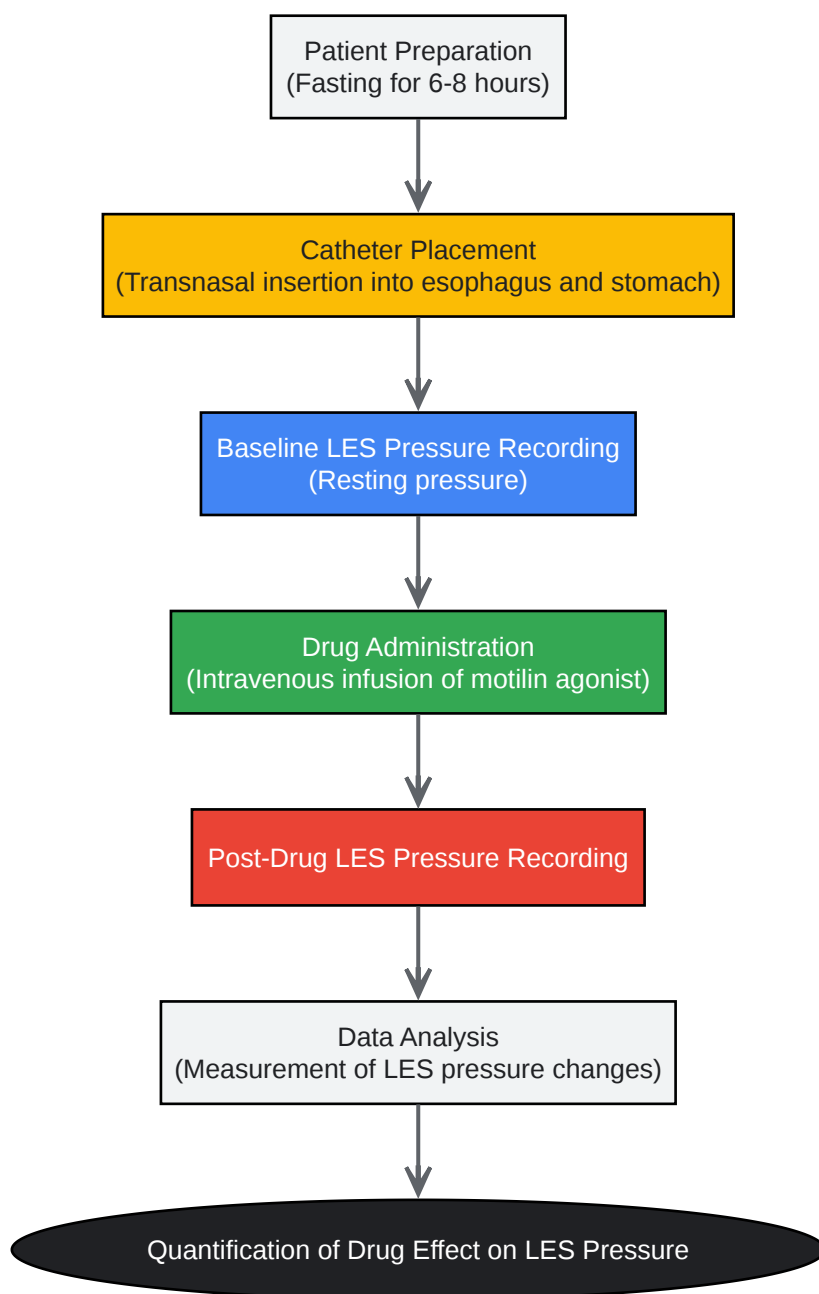 Patient Preparation
(Fasting for 6-8 hours)
Catheter Placement
(Transnasal insertion into esophagus and stomach)
Baseline LES Pressure Recording
(Resting pressure)
Drug Administration
(Intravenous infusion of motilin agonist)
Post-Drug LES Pressure Recording
Data Analysis
(Measurement of LES pressure changes)
Quantification of Drug Effect on LES Pressure